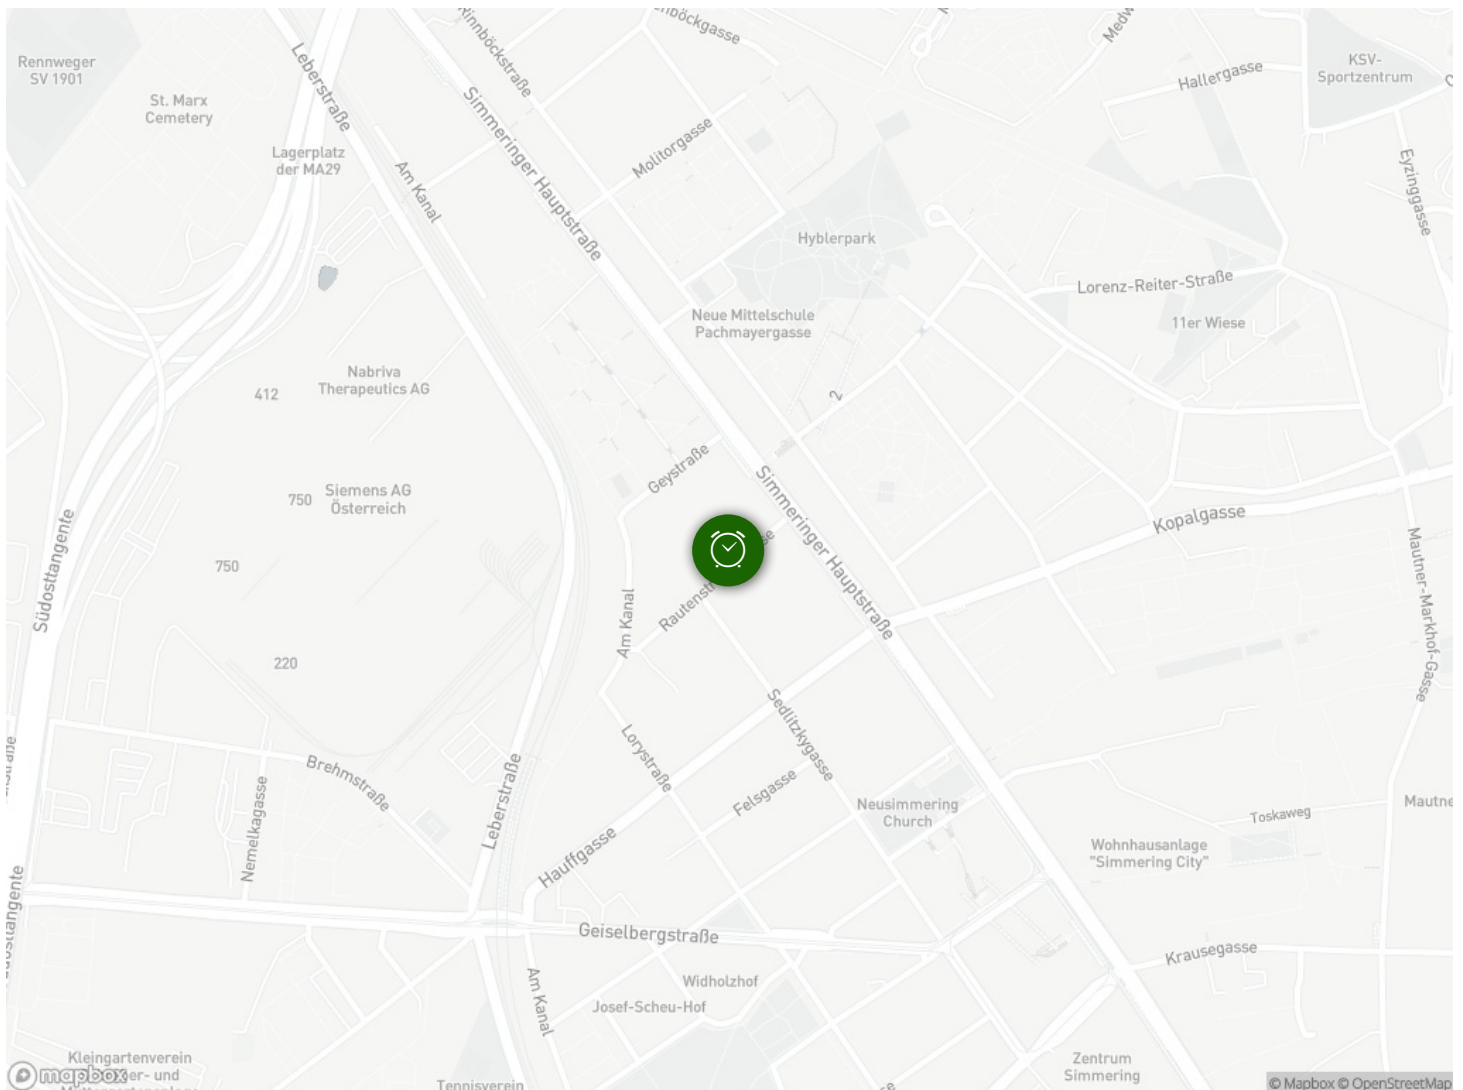 Rinnböckstraße
Rennweger
SV 1901
St. Marx
Cemetery
Leberstraße
Hallergasse
KSV-
Sportzentrum
Lagerplatz
der MA29
Am Kanal
Simmeringer Hauptstraße
Molitorgasse
Eyzinggasse
Hyblerpark
Lorenz-Reiter-Straße
Neue Mittelschule
Pachmayergasse
11er Wiese
Nabriva
Therapeutics AG
412
2
Geystraße
750
Siemens AG
Österreich
Simmeringer Hauptstraße
Kopalgasse
Südosttangente
750
Am Kanal
Mautner-Markhof-Gasse
220
Sedlitzkygasse
Lorystraße
Brehmstraße
Nemelkagasse
Leberstraße
Felsgasse
Hauffgasse
Neusimmering
Church
Toskaweg
Wohnhausanlage
"Simmering City"
Geiselbergstraße
Krausegasse
Am Kanal
Widholzhof
Josef-Scheu-Hof
Kleingartenverein
Zentrum
Simmering
Tennisverein
mapbox
© Mapbox © OpenStreetMap